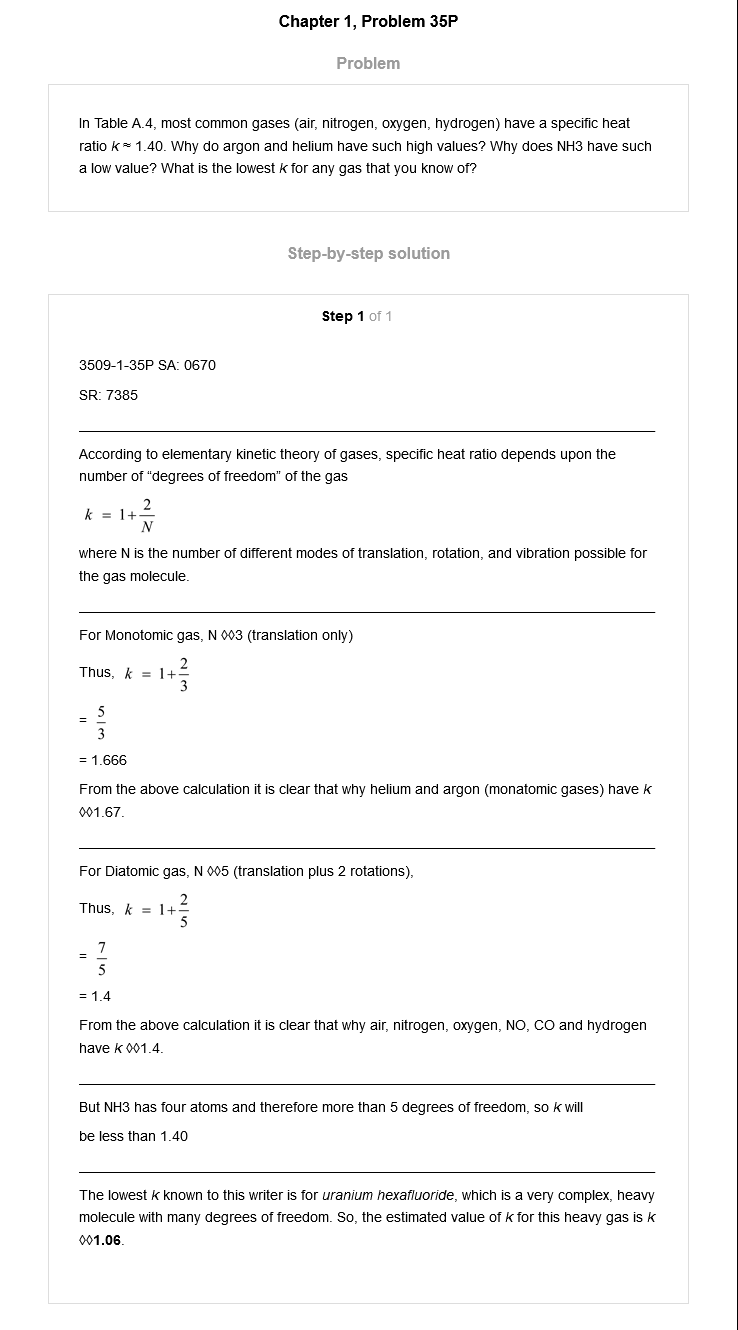 Chapter 1, Problem 35P
Problem
In Table A.4, most common gases (air, nitrogen, oxygen, hydrogen) have a specific heat
ratio k ≈ 1.40. Why do argon and helium have such high values? Why does NH3 have such
a low value? What is the lowest k for any gas that you know of?
Step-by-step solution
Step 1 of 1
3509-1-35P SA: 0670
SR: 7385
According to elementary kinetic theory of gases, specific heat ratio depends upon the
number of “degrees of freedom” of the gas
k = 1+2/N
where N is the number of different modes of translation, rotation, and vibration possible for
the gas molecule.
For Monotomic gas, N ◊◊3 (translation only)
Thus, k = 1+2/3
= 5/3
= 1.666
From the above calculation it is clear that why helium and argon (monatomic gases) have k
◊◊1.67.
For Diatomic gas, N ◊◊5 (translation plus 2 rotations),
Thus, k = 1+2/5
= 7/5
= 1.4
From the above calculation it is clear that why air, nitrogen, oxygen, NO, CO and hydrogen
have k ◊◊1.4.
But NH3 has four atoms and therefore more than 5 degrees of freedom, so k will
be less than 1.40
The lowest k known to this writer is for uranium hexafluoride, which is a very complex, heavy
molecule with many degrees of freedom. So, the estimated value of k for this heavy gas is k
◊◊1.06.